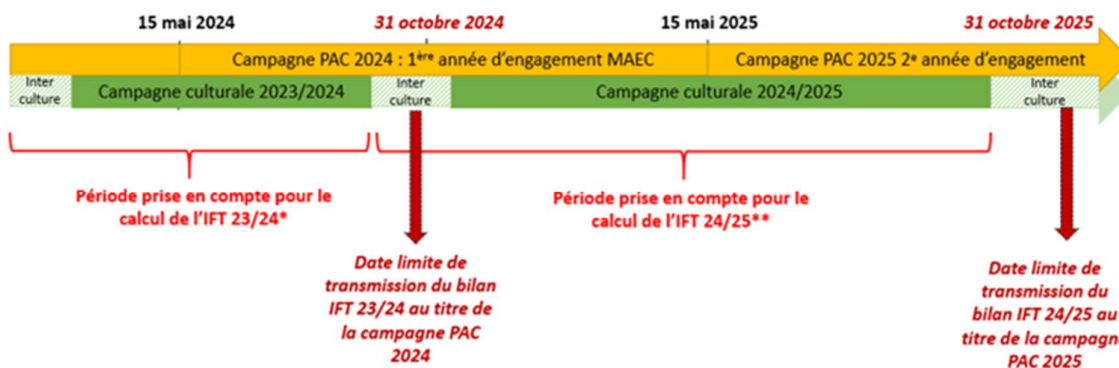 15 mai 2024
31 octobre 2024
15 mai 2025
31 octobre 2025
Campagne PAC 2024 : 1ère année d'engagement MAEC
Campagne PAC 2025 2e année d'engagement
Inter
culture
Campagne culturale 2023/2024
Inter
culture
Campagne culturale 2024/2025
Inter
culture
Période prise en compte pour le
calcul de l'IFT 23/24*
Période prise en compte pour le
calcul de l'IFT 24/25**
Date limite de
transmission du bilan
IFT 23/24 au titre de
la campagne PAC
2024
Date limite de
transmission du
bilan IFT 24/25 au
titre de la campagne
PAC 2025